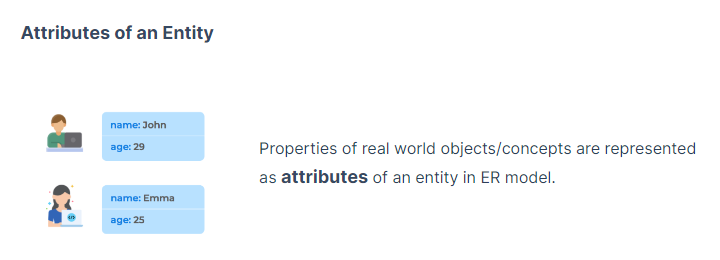 Attributes of an Entity
name: John
age: 29
Properties of real world objects/concepts are represented
as attributes of an entity in ER model.
name: Emma
age: 25